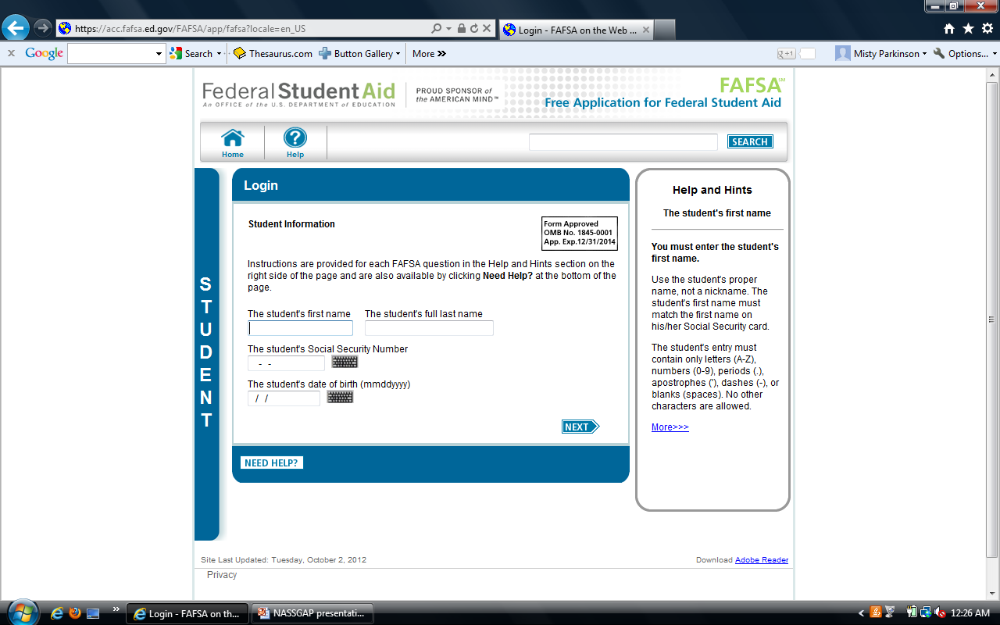 https://acc.fafsa.ed.gov/FAFSA/app/fafsa?locale=en_US
Login - FAFSA on the Web ...
Google
Search
Thesaurus.com
Button Gallery
More
+1
Misty Parkinson
Options...
Federal Student Aid
An OFFICE of the U.S. DEPARTMENT of EDUCATION
PROUD SPONSOR of
the AMERICAN MIND™
FAFSA℠
Free Application for Federal Student Aid
Home
Help
SEARCH
STUDENT
Login
Student Information
Form Approved
OMB No. 1845-0001
App. Exp.12/31/2014
Instructions are provided for each FAFSA question in the Help and Hints section on the
right side of the page and are also available by clicking Need Help? at the bottom of the
page.
The student's first name
The student's full last name
The student's Social Security Number
- -
The student's date of birth (mmddyyyy)
/ /
NEXT
NEED HELP?
Help and Hints
The student's first name
You must enter the student's
first name.
Use the student's proper
name, not a nickname. The
student's first name must
match the first name on
his/her Social Security card.
The student's entry must
contain only letters (A-Z),
numbers (0-9), periods (.),
apostrophes ('), dashes (-), or
blanks (spaces). No other
characters are allowed.
More>>>
Site Last Updated: Tuesday, October 2, 2012
Download Adobe Reader
Privacy
Login - FAFSA on th...
NASSGAP presentati...
12:26 AM